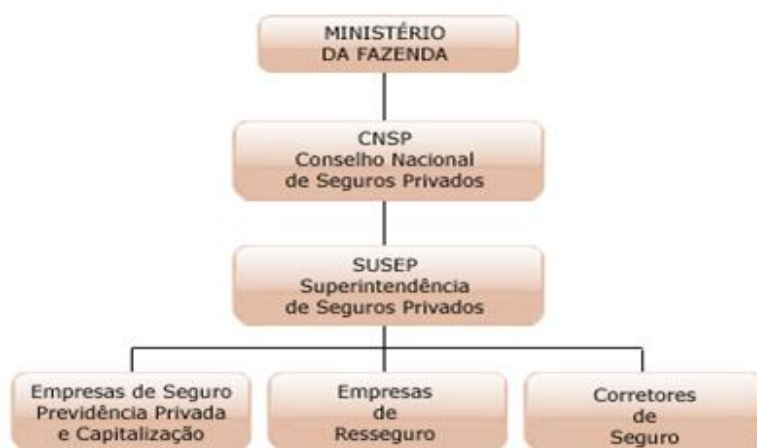 MINISTÉRIO
DA FAZENDA
CNSP
Conselho Nacional
de Seguros Privados
SUSEP
Superintendência
de Seguros Privados
Empresas de Seguro
Previdência Privada
e Capitalização
Empresas
de
Resseguro
Corretores
de
Seguro